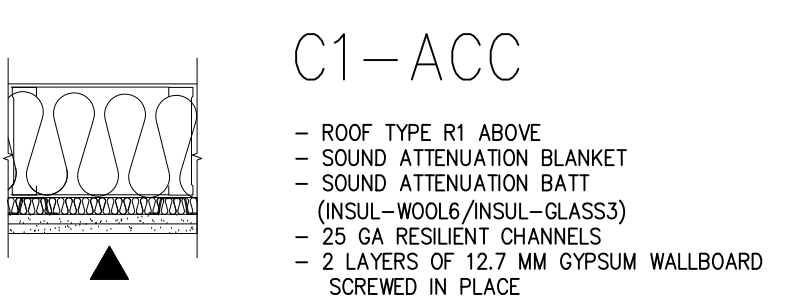 C1-ACC
- ROOF TYPE R1 ABOVE
- SOUND ATTENUATION BLANKET
- SOUND ATTENUATION BATT
(INSUL-WOOL6/INSUL-GLASS3)
- 25 GA RESILIENT CHANNELS
- 2 LAYERS OF 12.7 MM GYPSUM WALLBOARD
SCREWED IN PLACE